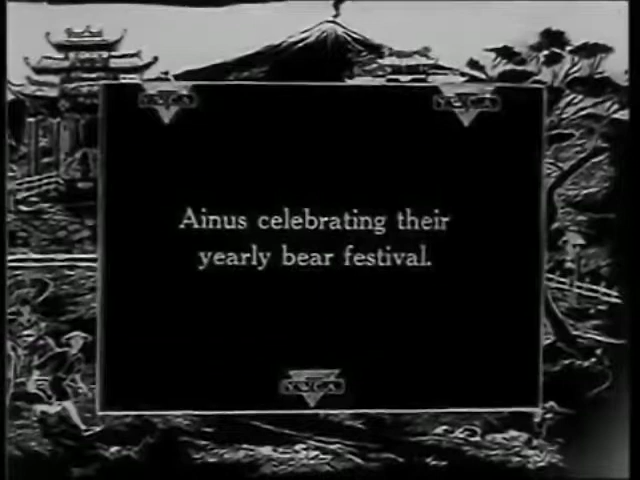 Y.M.C.A. Y.M.C.A.
Ainus celebrating their
yearly bear festival.
Y.M.C.A.